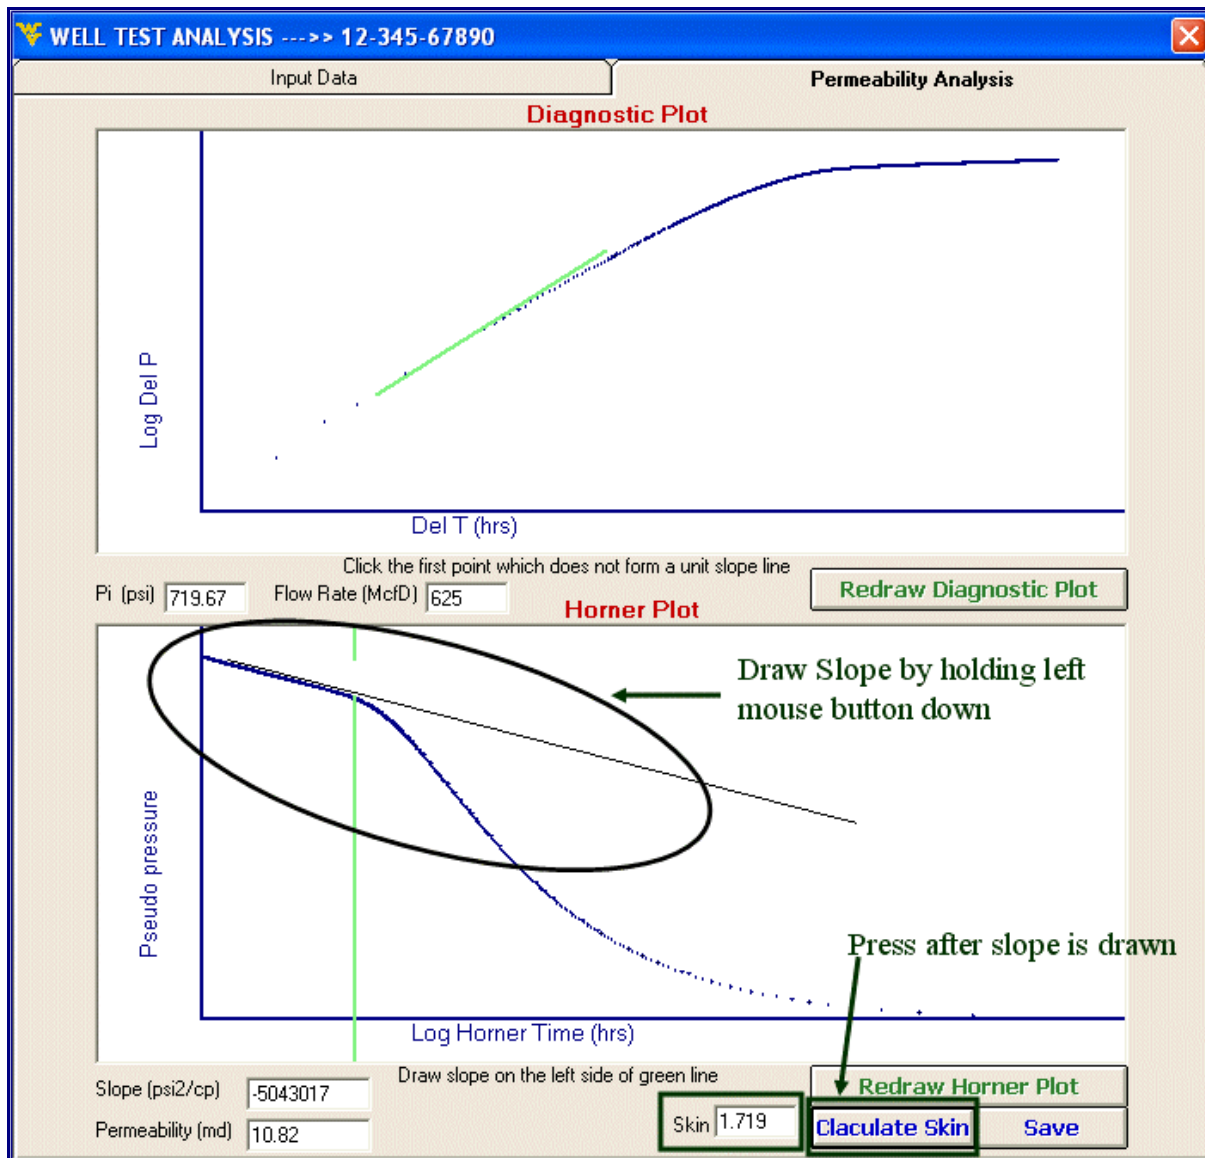 WELL TEST ANALYSIS --->> 12-345-67890
Input Data
Permeability Analysis
Diagnostic Plot
Log Del P
Del T (hrs)
Click the first point which does not form a unit slope line
Pi (psi) 719.67
Flow Rate (McfD) 625
Redraw Diagnostic Plot
Horner Plot
Draw Slope by holding left
mouse button down
Pseudo pressure
Press after slope is drawn
Log Horner Time (hrs)
Draw slope on the left side of green line
Slope (psi2/cp) -5043017
Redraw Horner Plot
Permeability (md) 10.82
Skin 1.719
Claculate Skin
Save